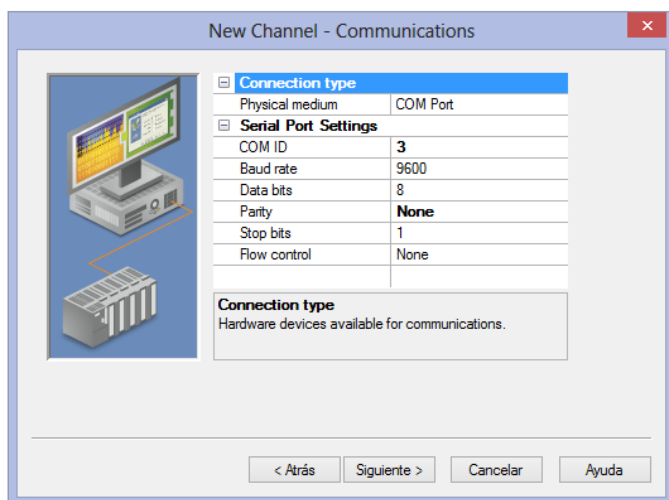 New Channel - Communications
Connection type
Physical medium COM Port
Serial Port Settings
COM ID 3
Baud rate 9600
Data bits 8
Parity None
Stop bits 1
Flow control None
Connection type
Hardware devices available for communications.
< Atrás Siguiente > Cancelar Ayuda